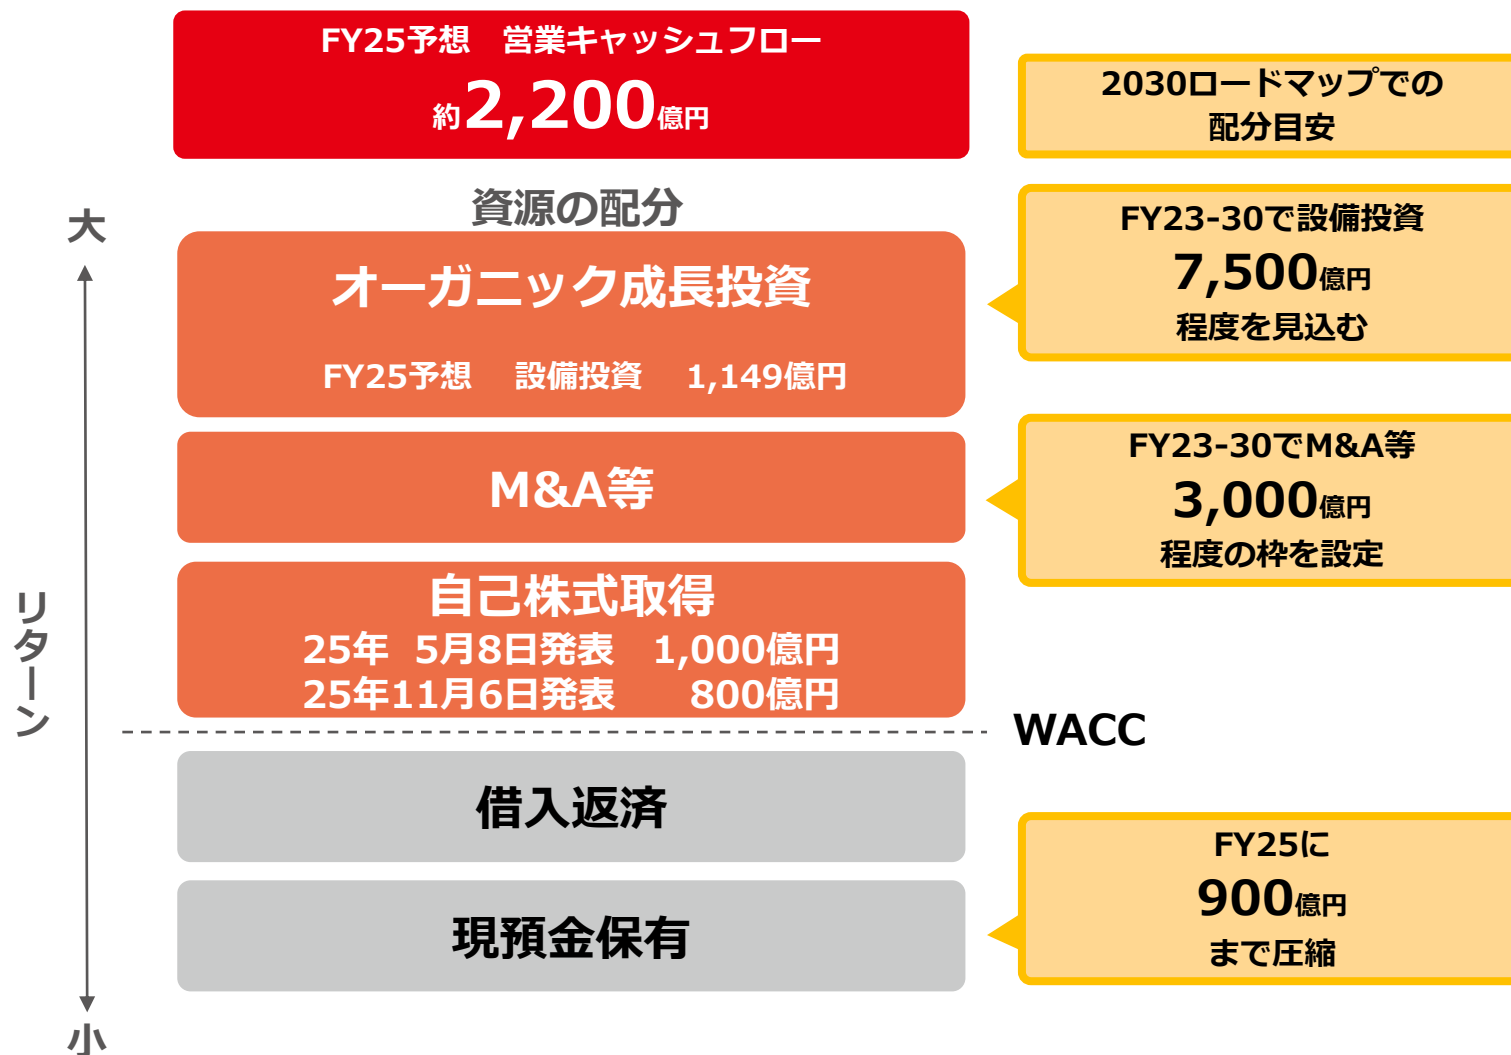 FY25予想　営業キャッシュフロー
約2,200億円
2030ロードマップでの
配分目安
資源の配分
大
オーガニック成長投資
FY25予想　設備投資　1,149億円
FY23-30で設備投資
7,500億円
程度を見込む
M&A等
FY23-30でM&A等
3,000億円
程度の枠を設定
自己株式取得
25年 5月8日発表　1,000億円
25年11月6日発表　800億円
リターン
WACC
借入返済
現預金保有
FY25に
900億円
まで圧縮
小